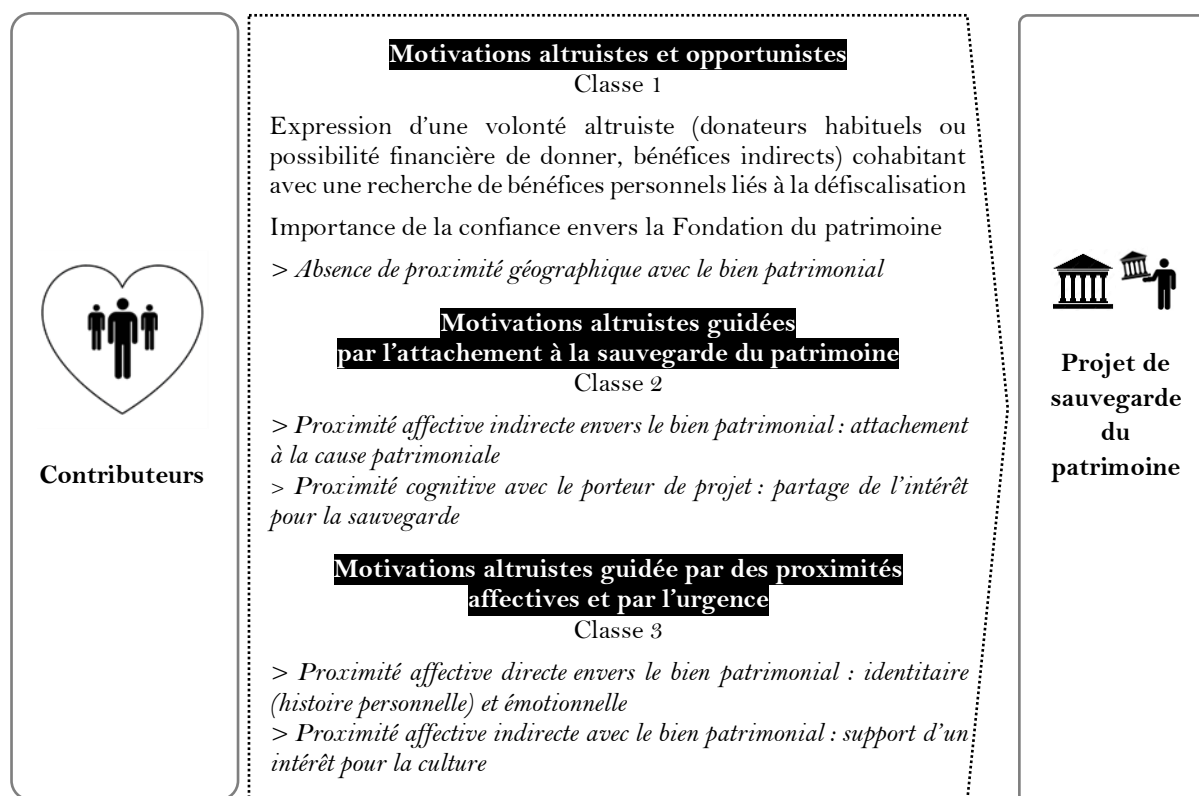 Motivations altruistes et opportunistes
Classe 1
Expression d'une volonté altruiste (donateurs habituels ou
possibilité financière de donner, bénéfices indirects) cohabitant
avec une recherche de bénéfices personnels liés à la défiscalisation
Importance de la confiance envers la Fondation du patrimoine
> Absence de proximité géographique avec le bien patrimonial
Motivations altruistes guidées
par l'attachement à la sauvegarde du patrimoine
Classe 2
> Proximité affective indirecte envers le bien patrimonial : attachement
à la cause patrimoniale
> Proximité cognitive avec le porteur de projet : partage de l'intérêt
pour la sauvegarde
Motivations altruistes guidée par des proximités
affectives et par l'urgence
Classe 3
> Proximité affective directe envers le bien patrimonial : identitaire
(histoire personnelle) et émotionnelle
> Proximité affective indirecte avec le bien patrimonial : support d'un
intérêt pour la culture
Contributeurs
Projet de
sauvegarde
du
patrimoine